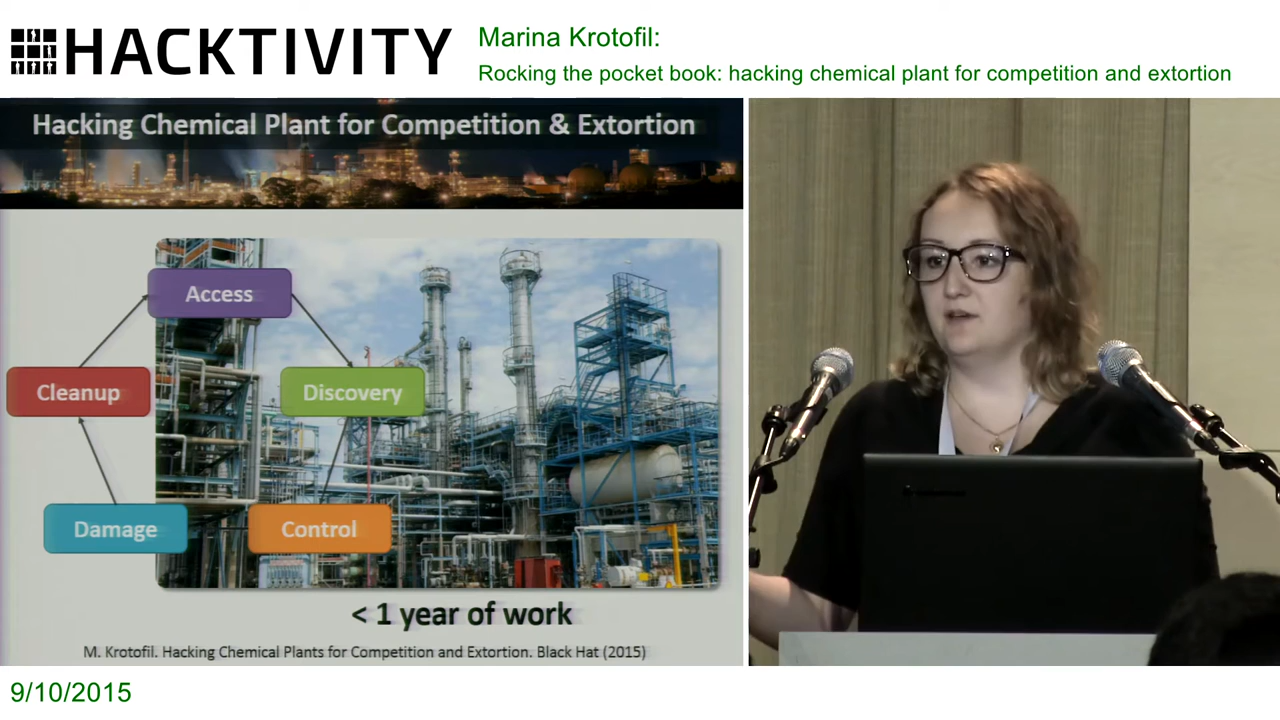 HACKTIVITY
Marina Krotofil:
Rocking the pocket book: hacking chemical plant for competition and extortion
Hacking Chemical Plant for Competition & Extortion
Access
Cleanup
Discovery
Damage
Control
< 1 year of work
M. Krotofil. Hacking Chemical Plants for Competition and Extortion. Black Hat (2015)
9/10/2015